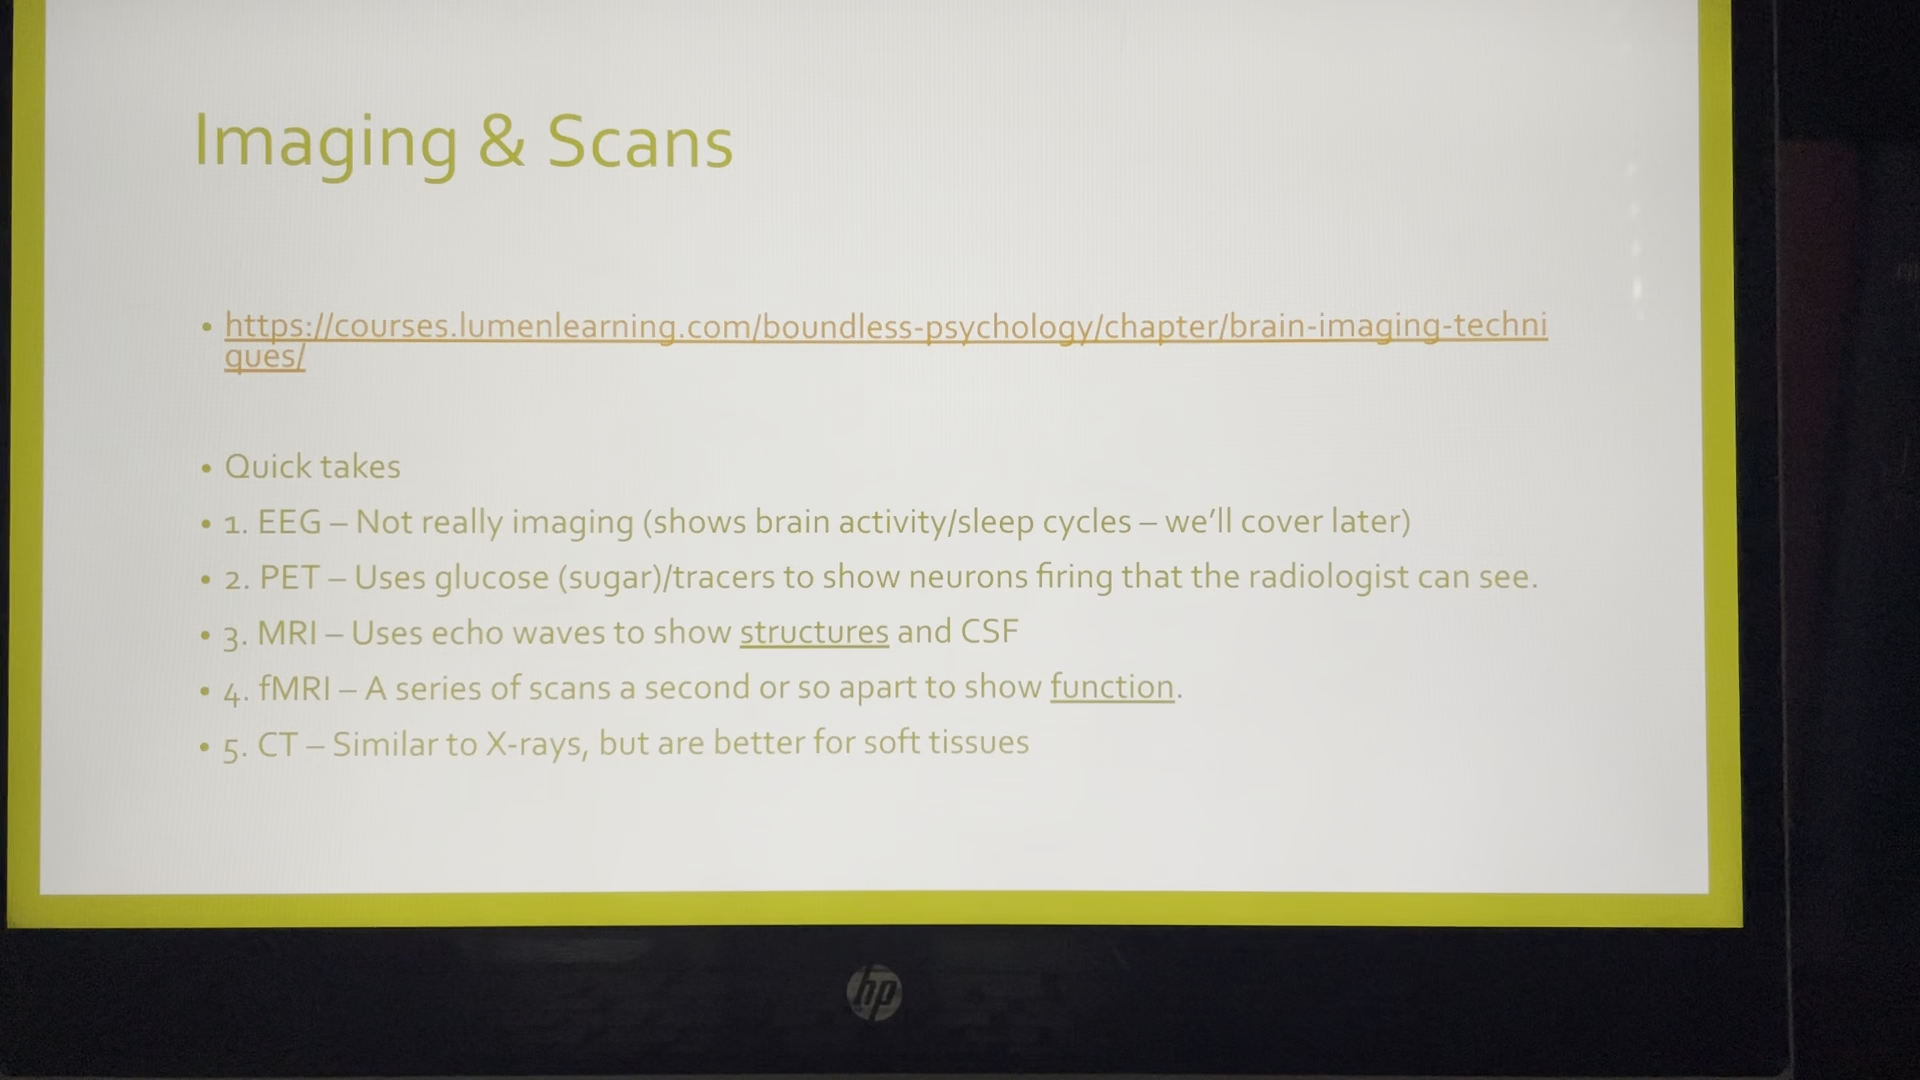 Imaging & Scans
• https://courses.lumenlearning.com/boundless-psychology/chapter/brain-imaging-techni
ques/
• Quick takes
• 1. EEG – Not really imaging (shows brain activity/sleep cycles – we’ll cover later)
• 2. PET – Uses glucose (sugar)/tracers to show neurons firing that the radiologist can see.
• 3. MRI – Uses echo waves to show structures and CSF
• 4. fMRI – A series of scans a second or so apart to show function.
• 5. CT – Similar to X-rays, but are better for soft tissues
hp